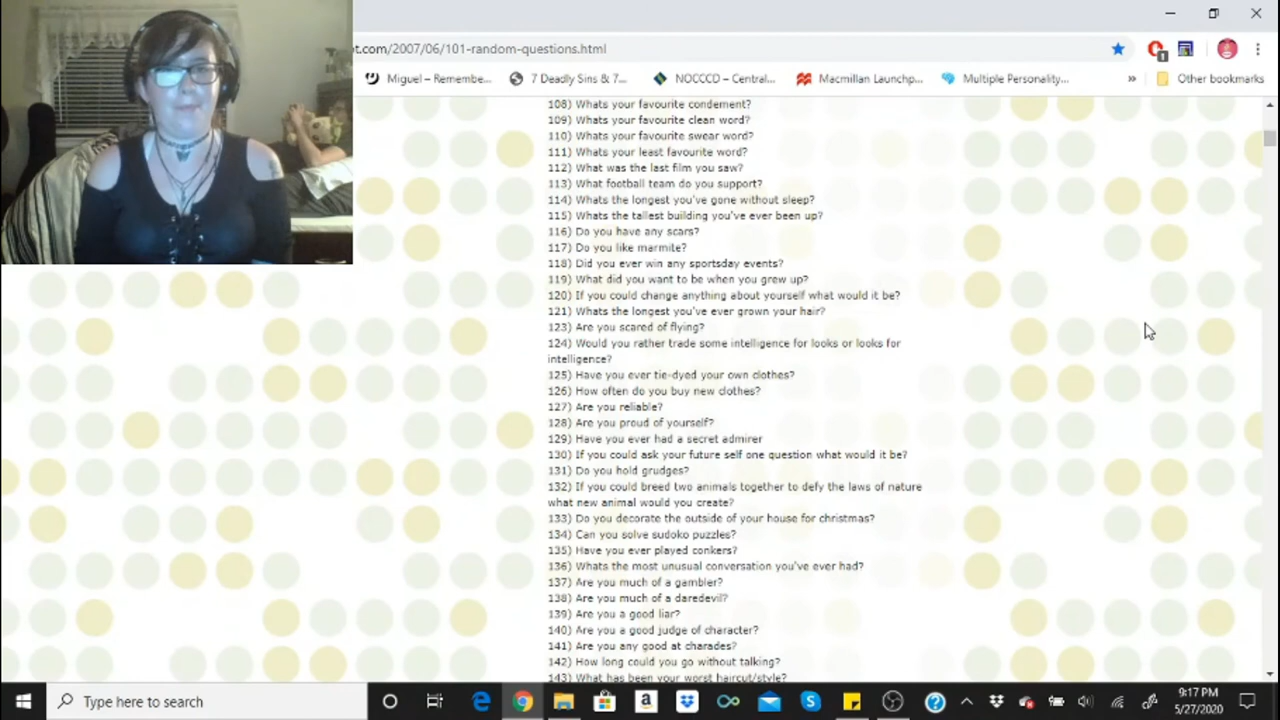 ot.com/2007/06/101-random-questions.html
1
Miguel – Remembe...
7 Deadly Sins & 7...
NOCCCD – Central...
Macmillan Launchp...
Multiple Personality...
»
Other bookmarks
108) Whats your favourite condement?
109) Whats your favourite clean word?
110) Whats your favourite swear word?
111) Whats your least favourite word?
112) What was the last film you saw?
113) What football team do you support?
114) Whats the longest you've gone without sleep?
115) Whats the tallest building you've ever been up?
116) Do you have any scars?
117) Do you like marmite?
118) Did you ever win any sportsday events?
119) What did you want to be when you grew up?
120) If you could change anything about yourself what would it be?
121) Whats the longest you've ever grown your hair?
123) Are you scared of flying?
124) Would you rather trade some intelligence for looks or looks for
intelligence?
125) Have you ever tie-dyed your own clothes?
126) How often do you buy new clothes?
127) Are you reliable?
128) Are you proud of yourself?
129) Have you ever had a secret admirer
130) If you could ask your future self one question what would it be?
131) Do you hold grudges?
132) If you could breed two animals together to defy the laws of nature
what new animal would you create?
133) Do you decorate the outside of your house for christmas?
134) Can you solve sudoko puzzles?
135) Have you ever played conkers?
136) Whats the most unusual conversation you've ever had?
137) Are you much of a gambler?
138) Are you much of a daredevil?
139) Are you a good liar?
140) Are you a good judge of character?
141) Are you any good at charades?
142) How long could you go without talking?
143) What has been your worst haircut/style?
Type here to search
9:17 PM
5/27/2020